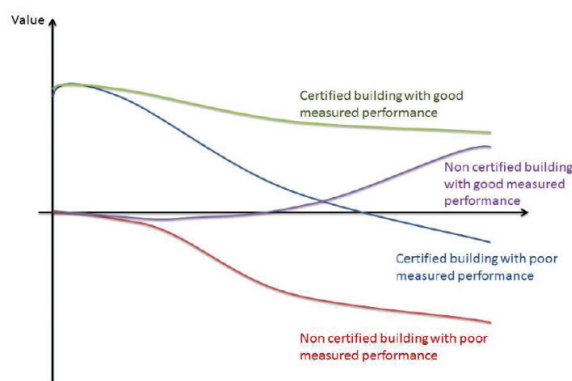 Value
Certified building with good
measured performance
Non certified building
with good measured
performance
Certified building with poor
measured performance
Non certified building with poor
measured performance